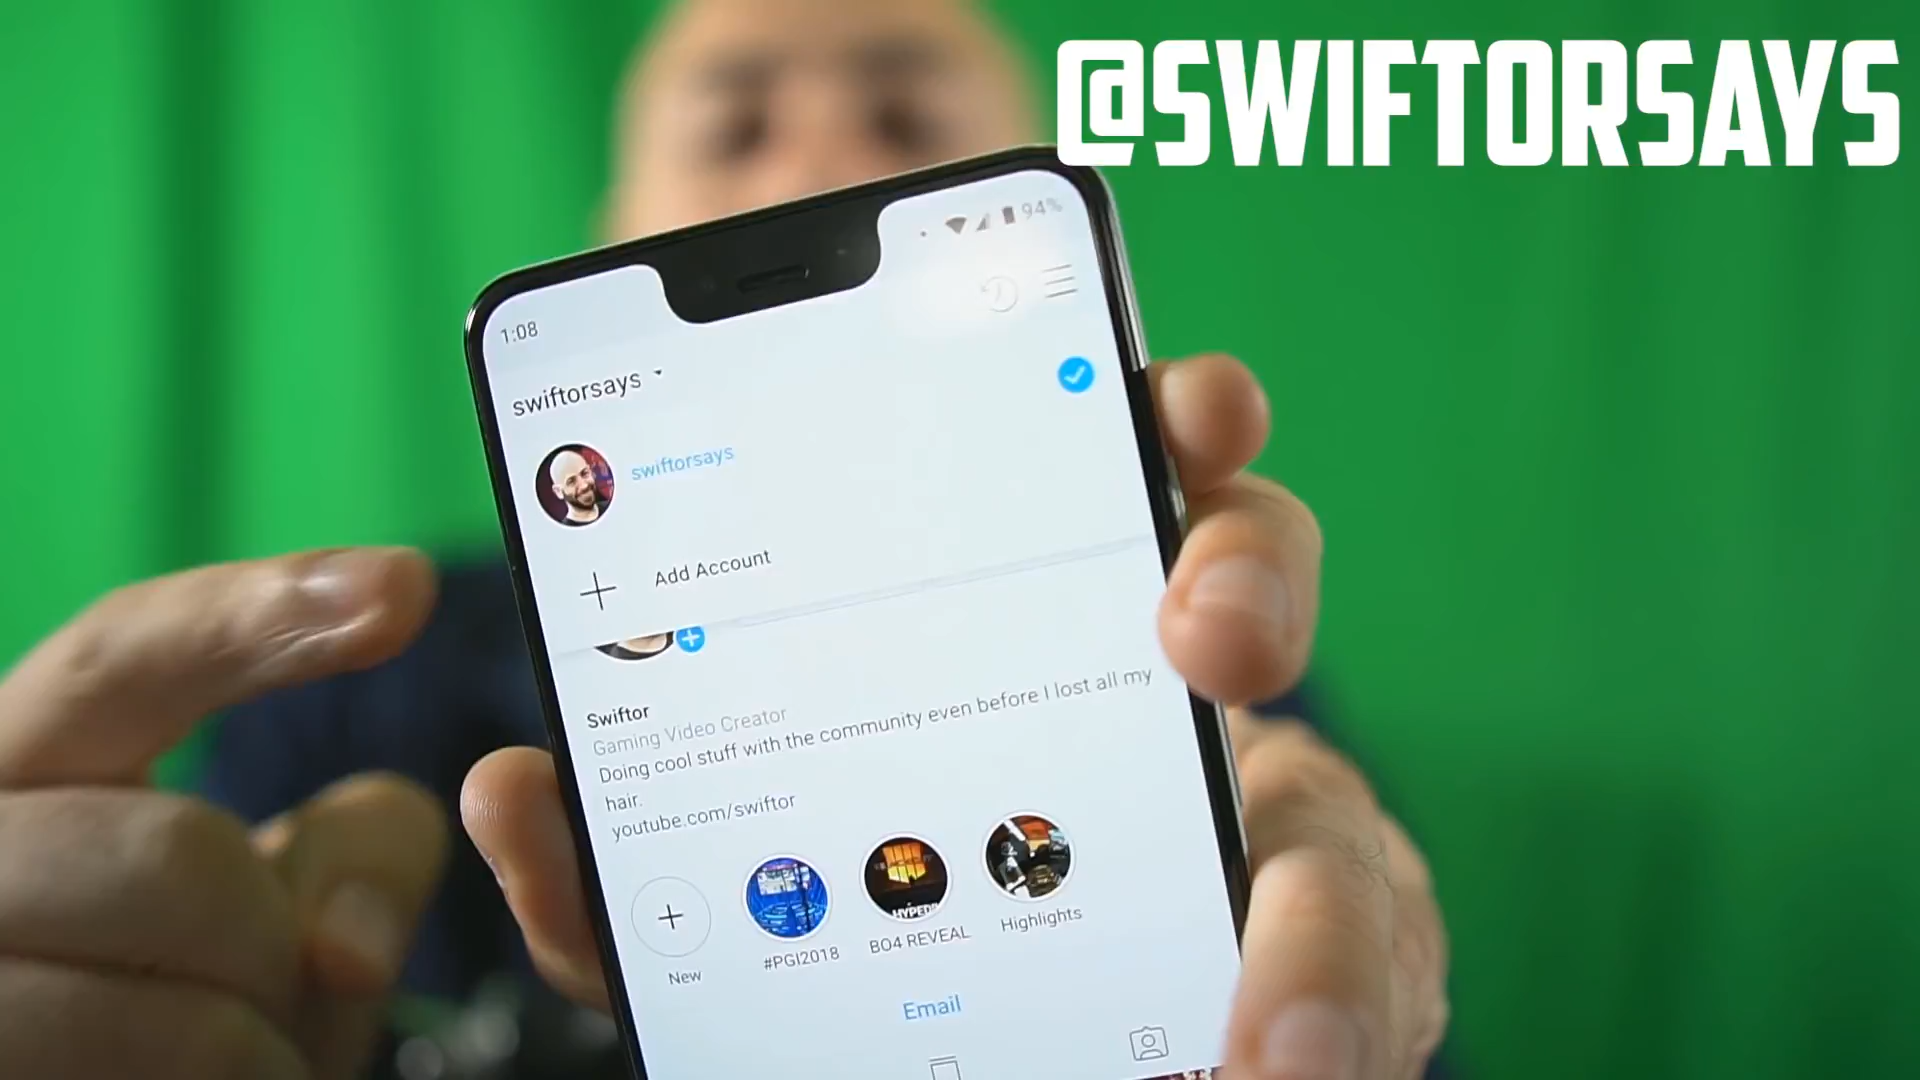 @SWIFTORSAYS
94%
1:08
swiftorsays
swiftorsays
Add Account
Swiftor
Gaming Video Creator
Doing cool stuff with the community even before I lost all my
hair.
youtube.com/swiftor
HYPED
New
#PGI2018
BO4 REVEAL
Highlights
Email